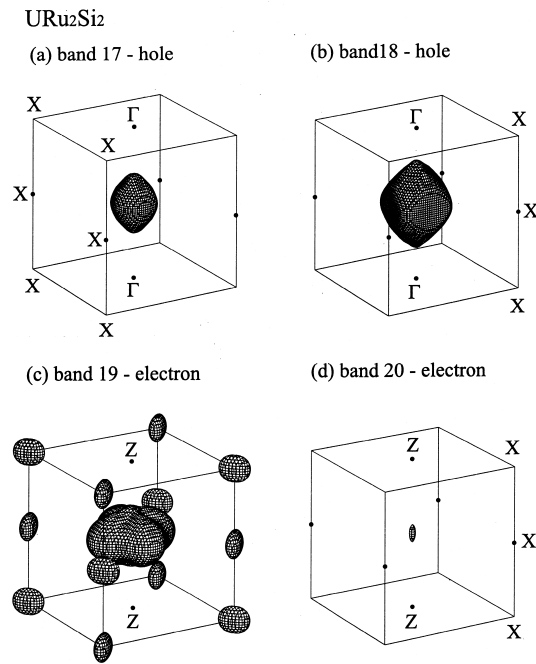 URu₂Si₂
(a) band 17 - hole
(b) band18 - hole
X
Γ
X
X
X
X
Γ
X
Γ
X
X
Γ
X
(c) band 19 - electron
(d) band 20 - electron
Z
Z
Z
X
X
Z
X